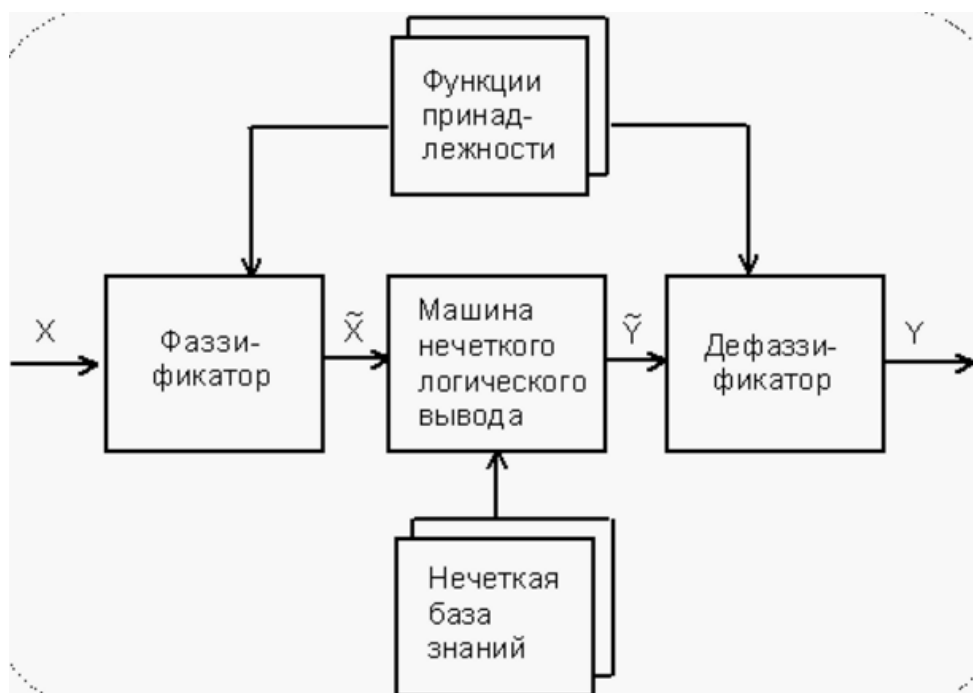 Функции
принад-
лежности
X
Фаззи-
фикатор
X̃
Машина
нечеткого
логического
вывода
Ỹ
Дефаззи-
фикатор
Y
Нечеткая
база
знаний